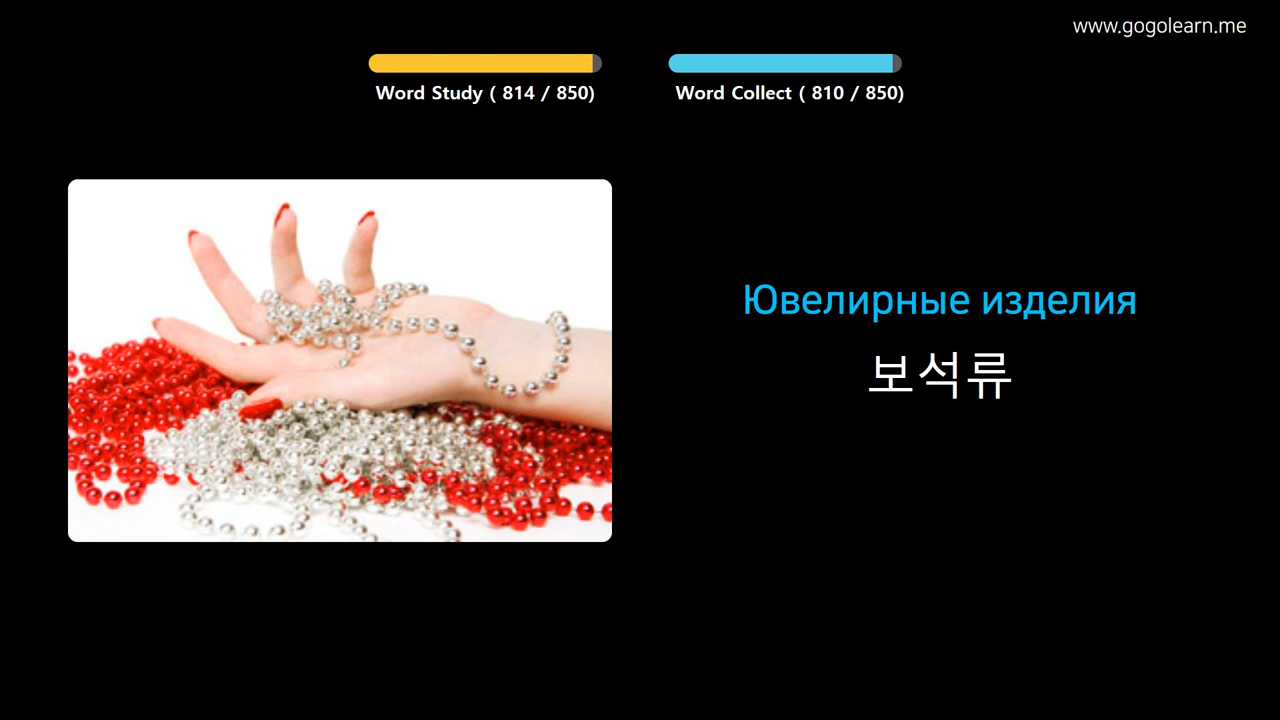 www.gogolearn.me
Word Study ( 814 / 850)
Word Collect ( 810 / 850)
Ювелирные изделия
보석류